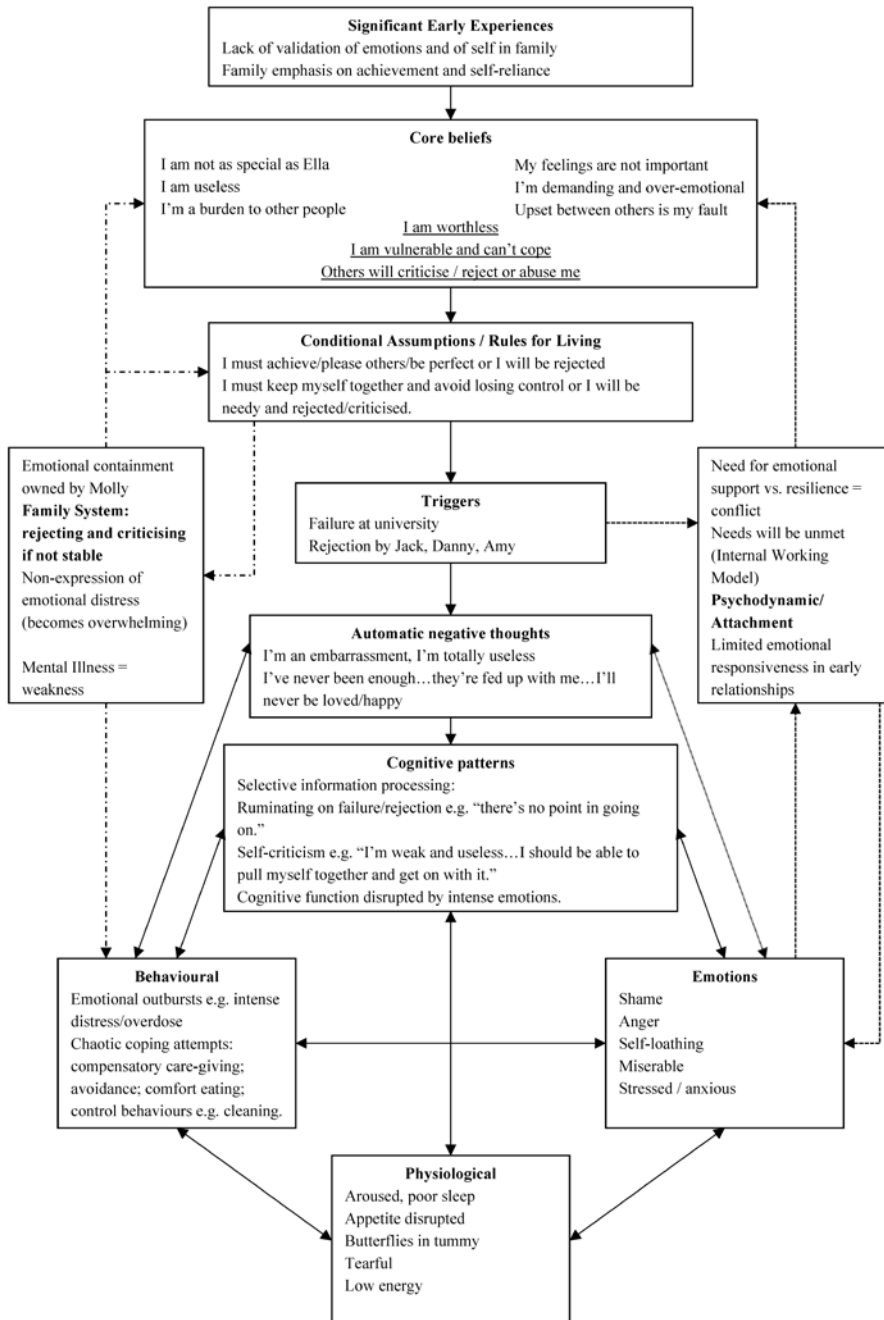 Significant Early Experiences
Lack of validation of emotions and of self in family
Family emphasis on achievement and self-reliance
Core beliefs
I am not as special as Ella
I am useless
I'm a burden to other people
My feelings are not important
I'm demanding and over-emotional
Upset between others is my fault
I am worthless
I am vulnerable and can't cope
Others will criticise / reject or abuse me
Conditional Assumptions / Rules for Living
I must achieve/please others/be perfect or I will be rejected
I must keep myself together and avoid losing control or I will be
needy and rejected/criticised.
Emotional containment
owned by Molly
Family System:
rejecting and criticising
if not stable
Non-expression of
emotional distress
(becomes overwhelming)
Mental Illness =
weakness
Triggers
Failure at university
Rejection by Jack, Danny, Amy
Need for emotional
support vs. resilience =
conflict
Needs will be unmet
(Internal Working
Model)
Psychodynamic/
Attachment
Limited emotional
responsiveness in early
relationships
Automatic negative thoughts
I'm an embarrassment, I'm totally useless
I've never been enough…they're fed up with me…I'll
never be loved/happy
Cognitive patterns
Selective information processing:
Ruminating on failure/rejection e.g. “there's no point in going
on.”
Self-criticism e.g. “I'm weak and useless…I should be able to
pull myself together and get on with it.”
Cognitive function disrupted by intense emotions.
Behavioural
Emotional outbursts e.g. intense
distress/overdose
Chaotic coping attempts:
compensatory care-giving;
avoidance; comfort eating;
control behaviours e.g. cleaning.
Emotions
Shame
Anger
Self-loathing
Miserable
Stressed / anxious
Physiological
Aroused, poor sleep
Appetite disrupted
Butterflies in tummy
Tearful
Low energy